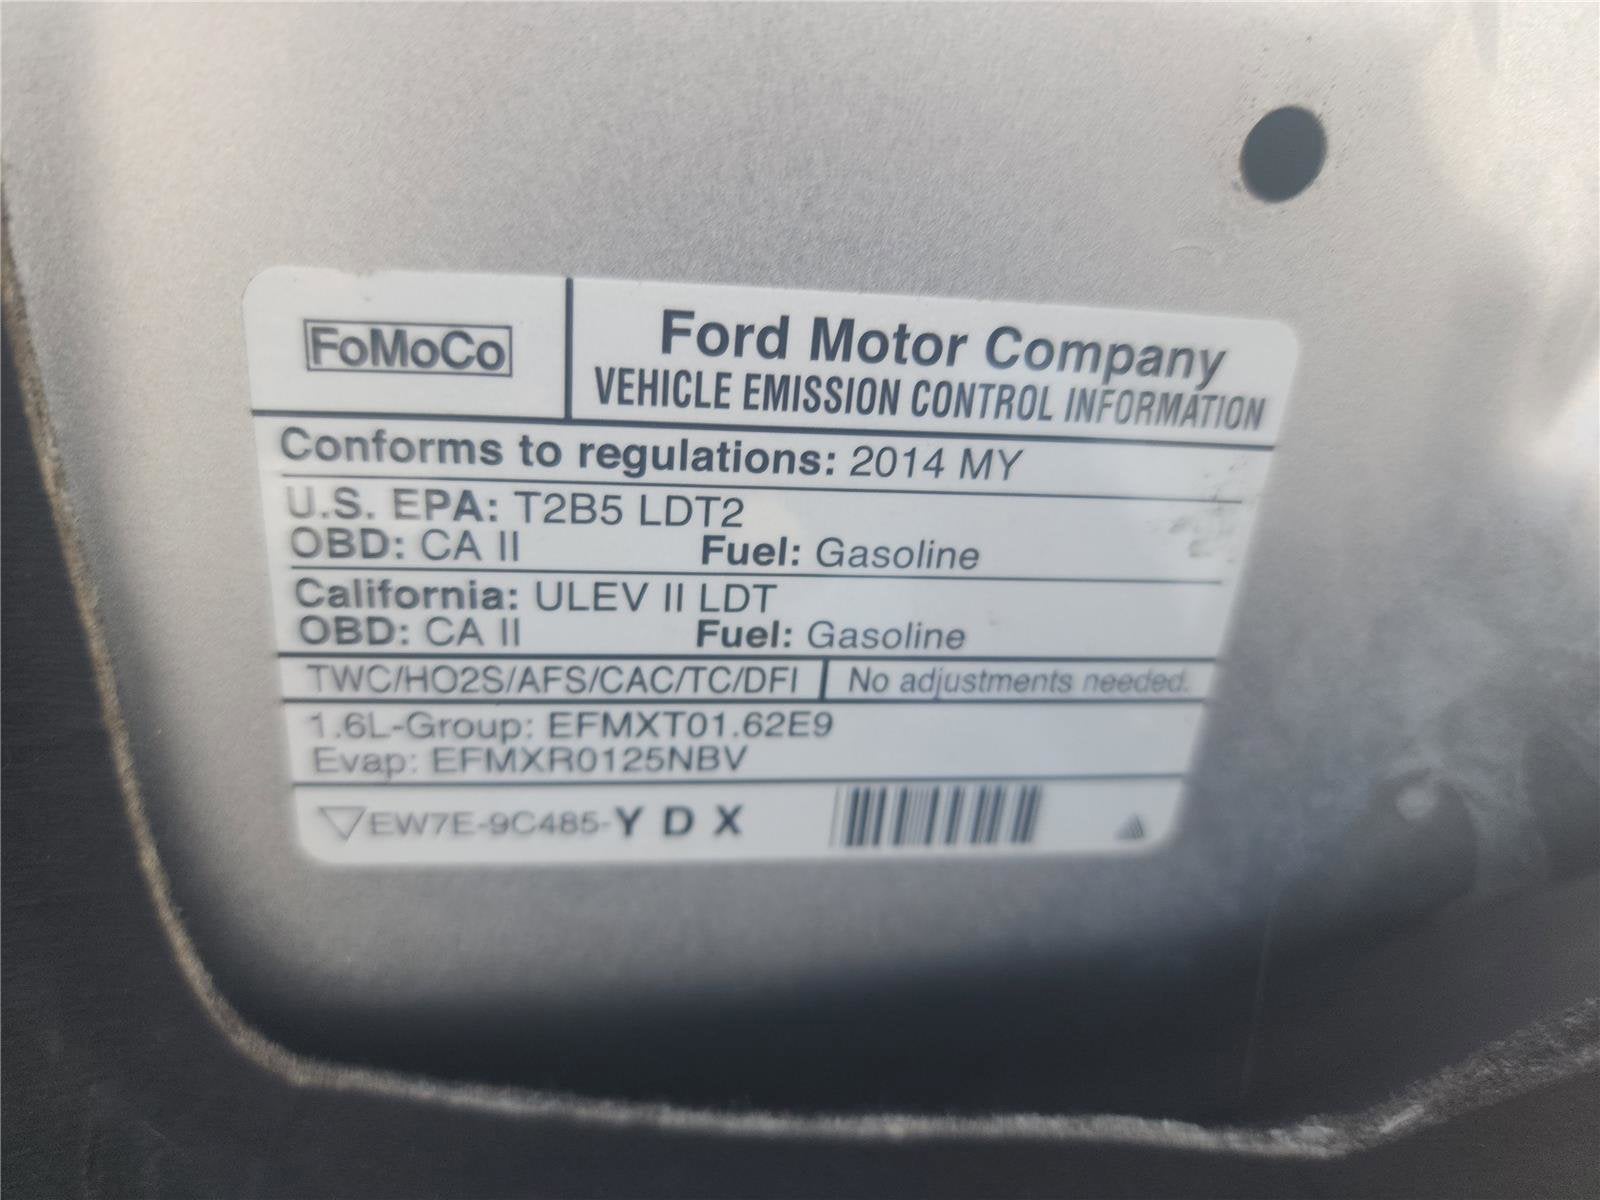 FoMoCo
Ford Motor Company
VEHICLE EMISSION CONTROL INFORMATION
Conforms to regulations: 2014 MY
U.S. EPA: T2B5 LDT2
OBD: CA II Fuel: Gasoline
California: ULEV II LDT
OBD: CA II Fuel: Gasoline
TWC/HO2S/AFS/CAC/TC/DFI No adjustments needed.
1.6L-Group: EFMXT01.62E9
Evap: EFMXR0125NBV
EW7E-9C485-Y D X